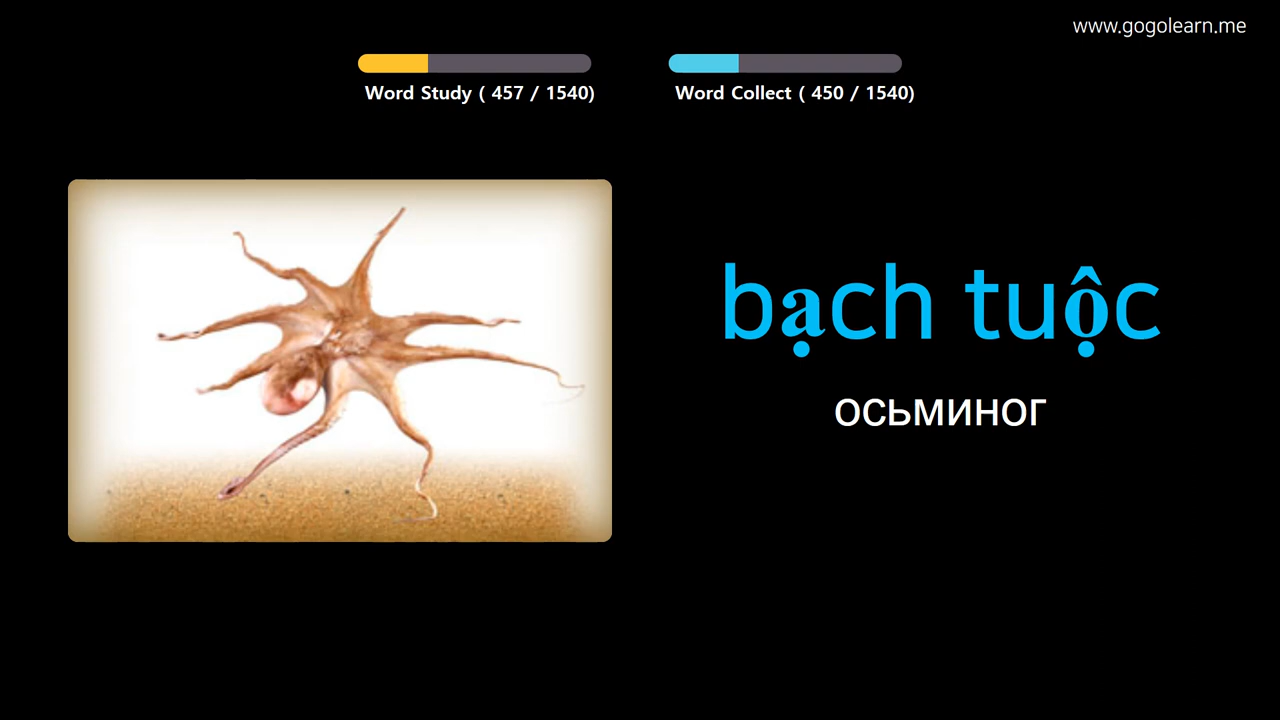 www.gogolearn.me
Word Study ( 457 / 1540)
Word Collect ( 450 / 1540)
bạch tuộc
осьминог